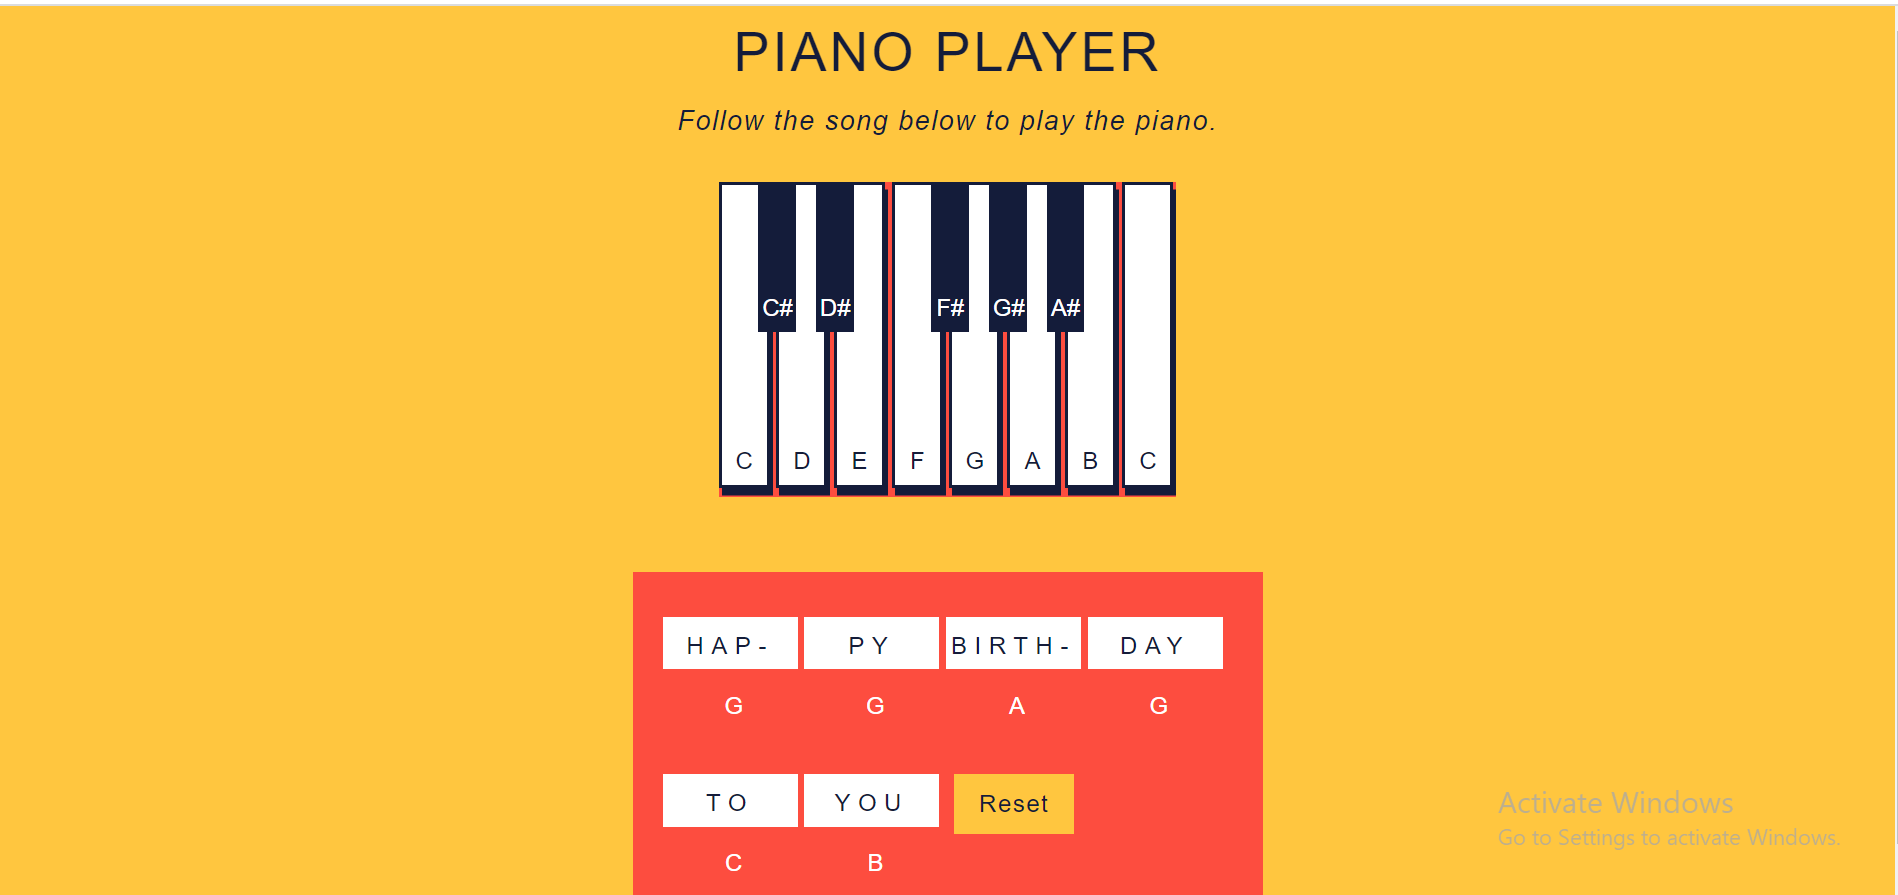 PIANO PLAYER
Follow the song below to play the piano.
C# D# F# G# A#
C D E F G A B C
HAP- PY BIRTH- DAY
G G A G
TO YOU Reset
C B
Activate Windows
Go to Settings to activate Windows.